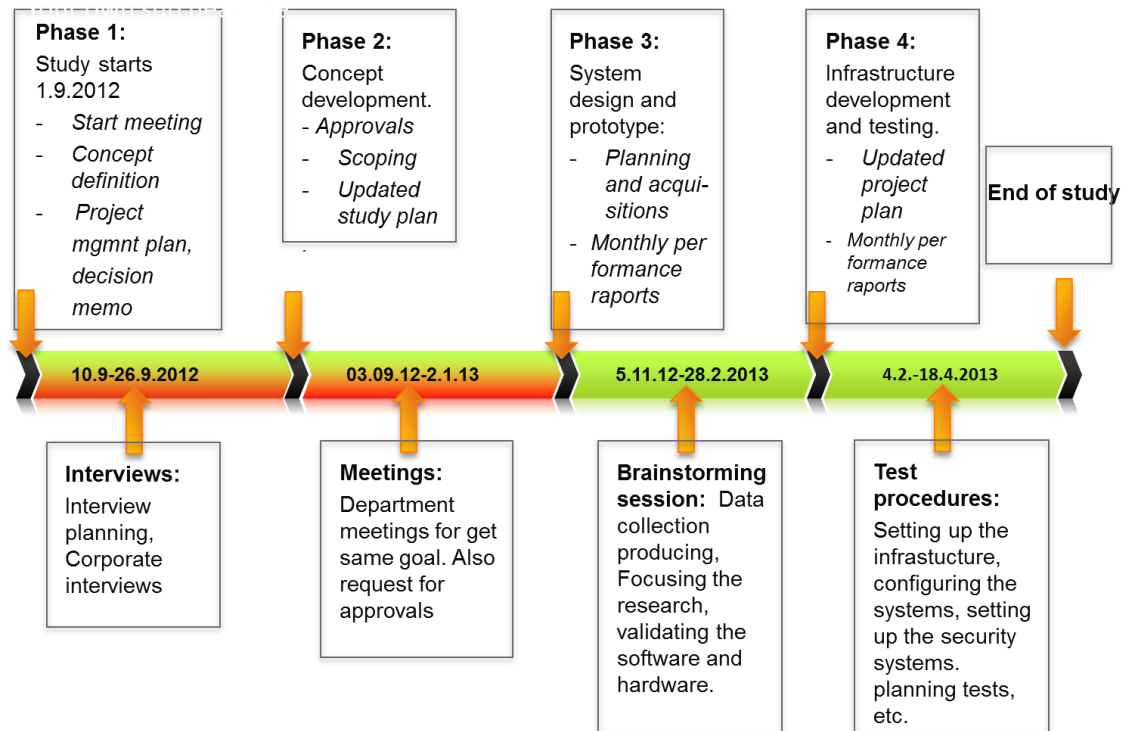 Phase 1:
Study starts
1.9.2012
- Start meeting
- Concept
definition
- Project
mgmnt plan,
decision
memo
Phase 2:
Concept
development.
- Approvals
- Scoping
- Updated
study plan
.
Phase 3:
System
design and
prototype:
- Planning
and acqui-
sitions
- Monthly per
formance
raports
Phase 4:
Infrastructure
development
and testing.
- Updated
project
plan
- Monthly per
formance
raports
End of study
10.9-26.9.2012
03.09.12-2.1.13
5.11.12-28.2.2013
4.2.-18.4.2013
Interviews:
Interview
planning,
Corporate
interviews
Meetings:
Department
meetings for get
same goal. Also
request for
approvals
Brainstorming
session: Data
collection
producing,
Focusing the
research,
validating the
software and
hardware.
Test
procedures:
Setting up the
infrastucture,
configuring the
systems, setting
up the security
systems.
planning tests,
etc.